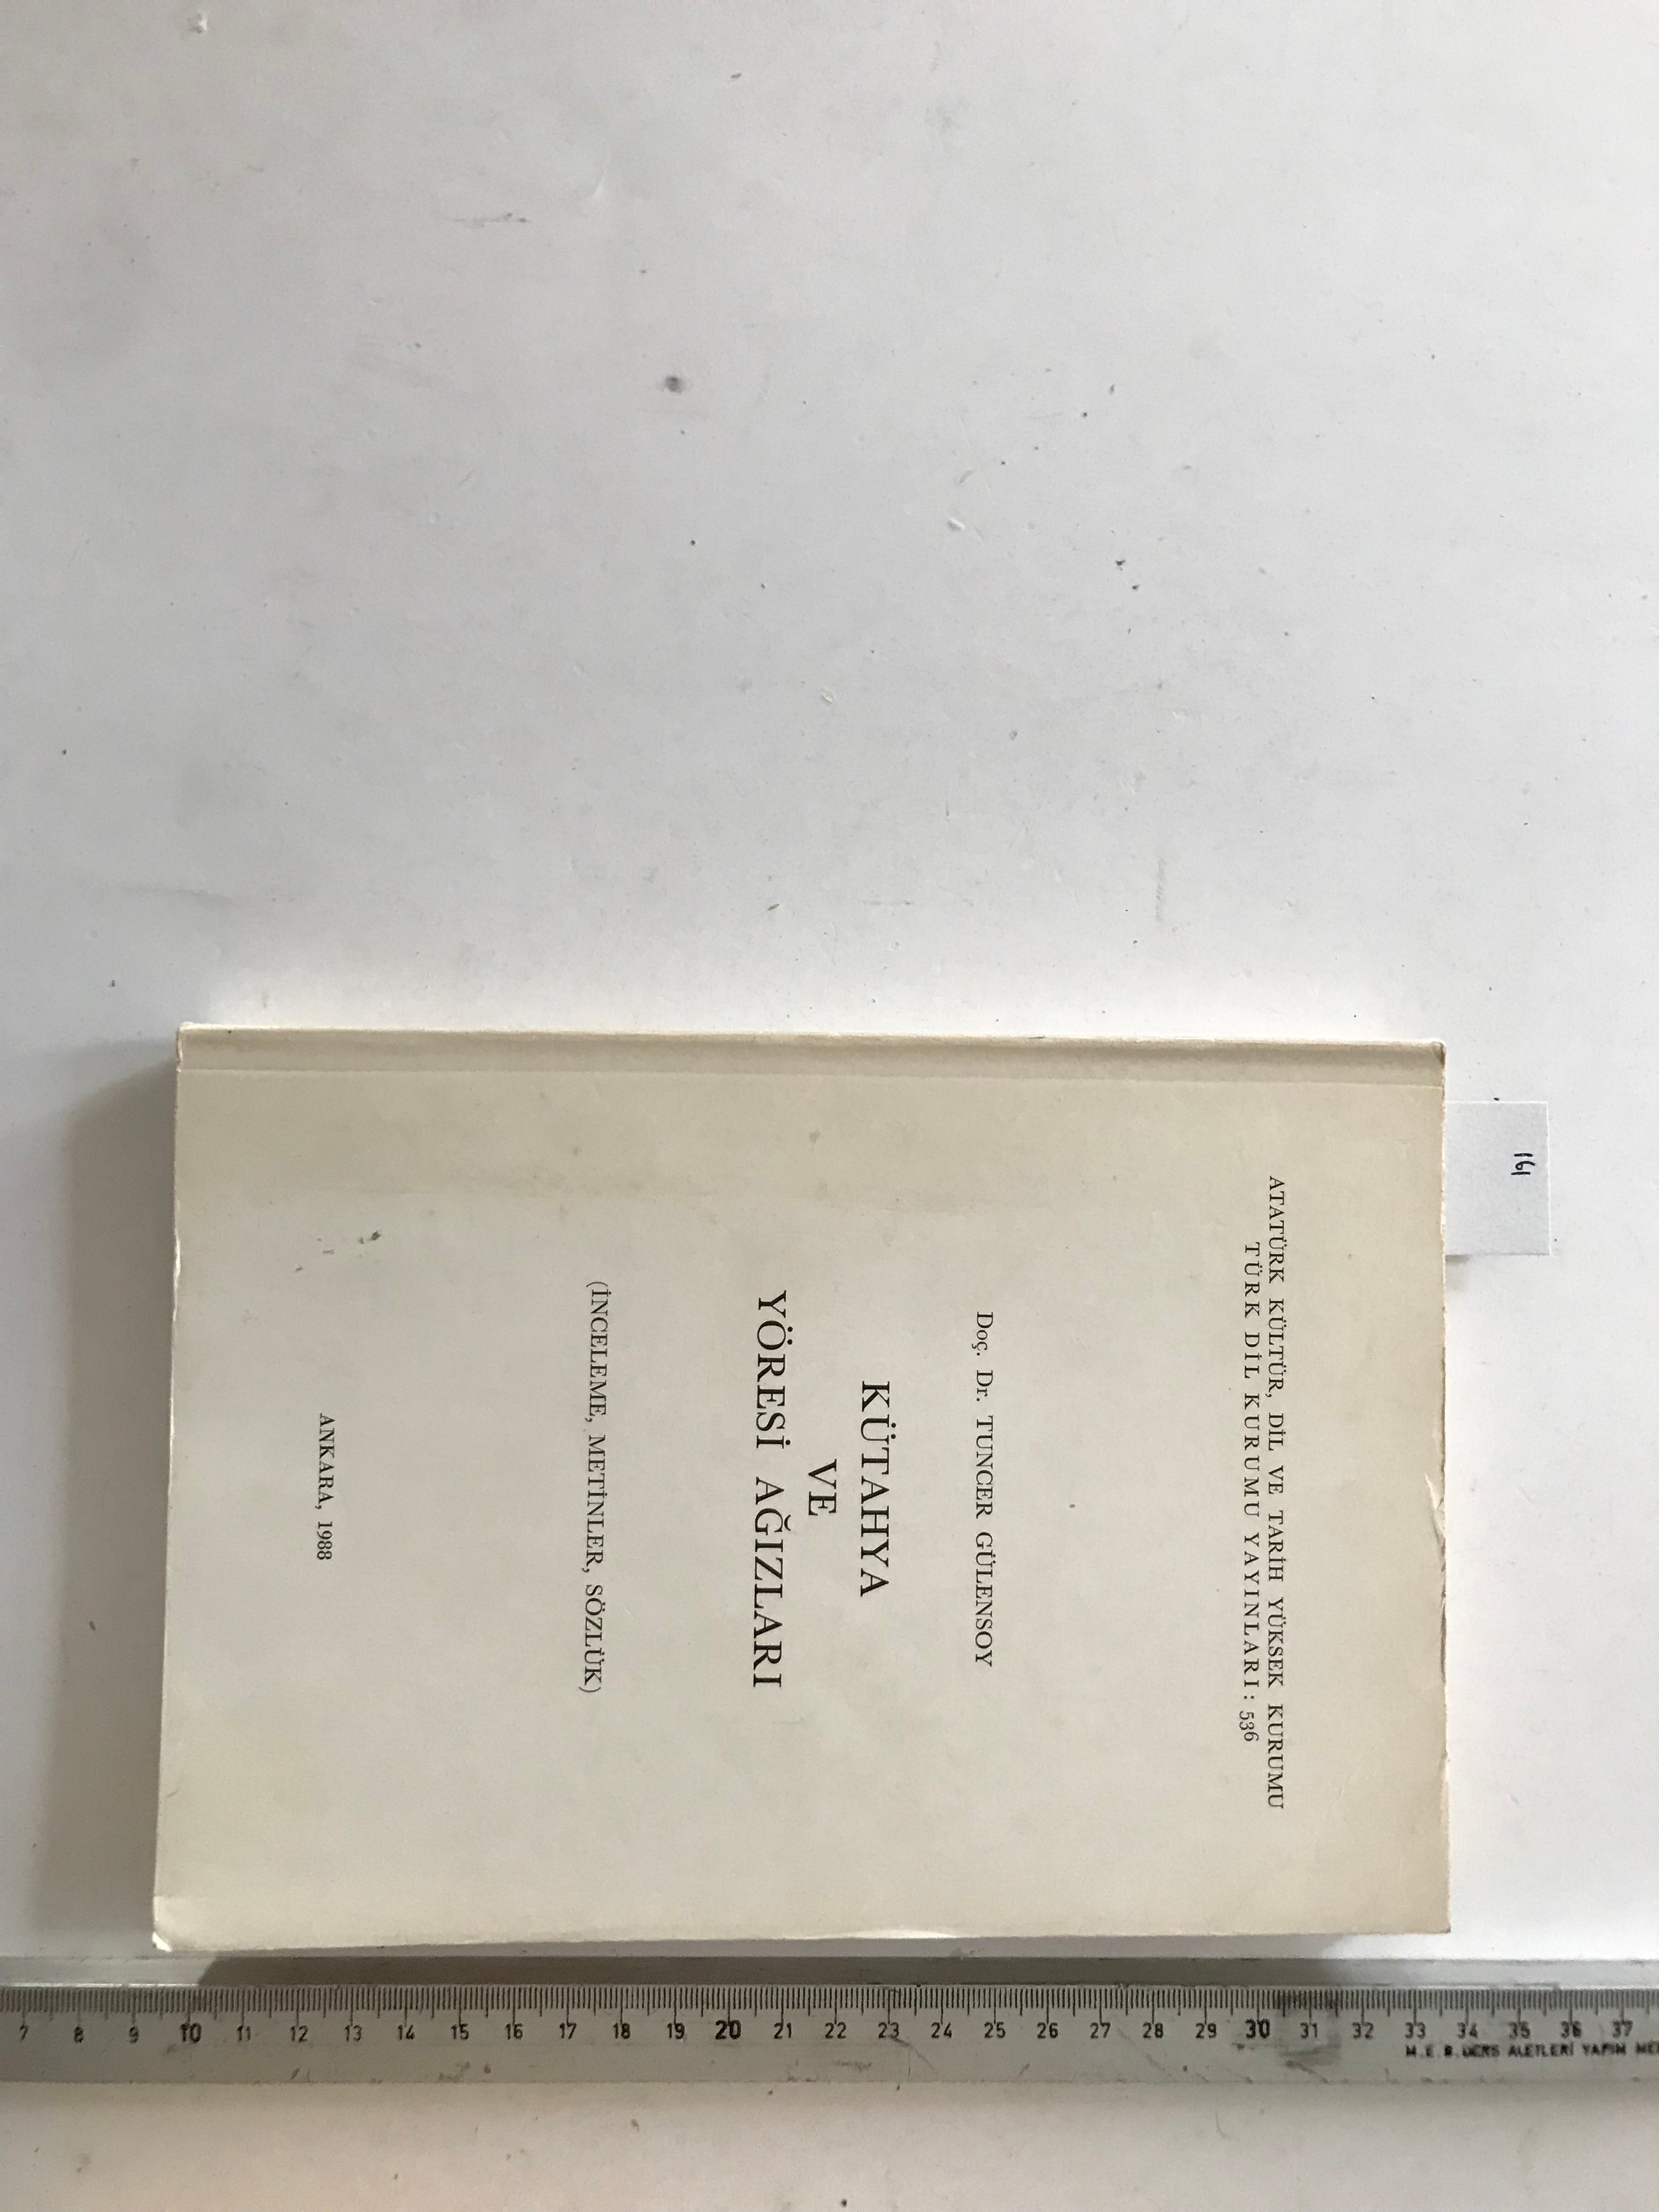 161
ATATÜRK KÜLTÜR, DİL VE TARİH YÜKSEK KURUMU
TÜRK DİL KURUMU YAYINLARI: 536
Doç. Dr. TUNCER GÜLENSOY
KÜTAHYA
VE
YÖRESİ AĞIZLARI
(İNCELEME, METİNLER, SÖZLÜK)
ANKARA, 1988
7 8 9 10 11 12 13 14 15 16 17 18 19 20 21 22 23 24 25 26 27 28 29 30 31 32 33 34 35 36 37
M.E.B. DERS ALETLERİ YAPIM MER